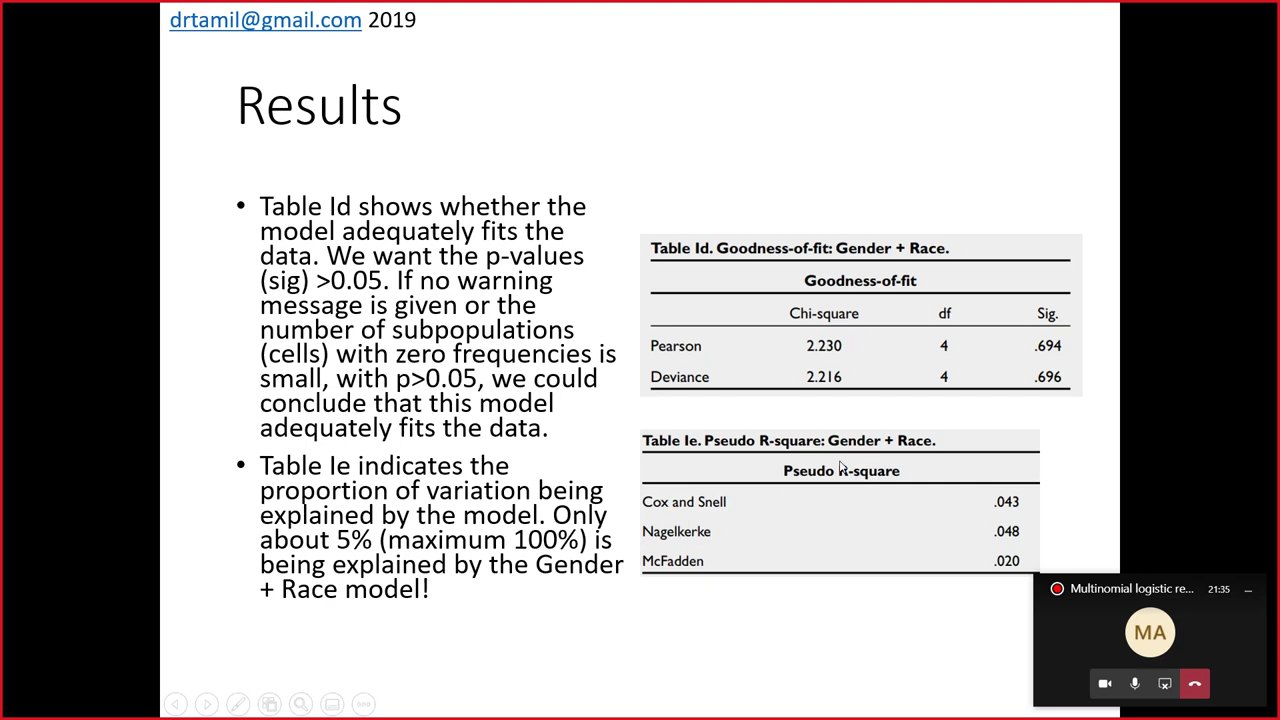 drtamil@gmail.com 2019
Results
• Table Id shows whether the
model adequately fits the
data. We want the p-values
(sig) >0.05. If no warning
message is given or the
number of subpopulations
(cells) with zero frequencies is
small, with p>0.05, we could
conclude that this model
adequately fits the data.
• Table Ie indicates the
proportion of variation being
explained by the model. Only
about 5% (maximum 100%) is
being explained by the Gender
+ Race model!
Table Id. Goodness-of-fit: Gender + Race.
Goodness-of-fit
Chi-square df Sig.
Pearson 2.230 4 .694
Deviance 2.216 4 .696
Table Ie. Pseudo R-square: Gender + Race.
Pseudo R-square
Cox and Snell .043
Nagelkerke .048
McFadden .020
Multinomial logistic re... 21:35
MA